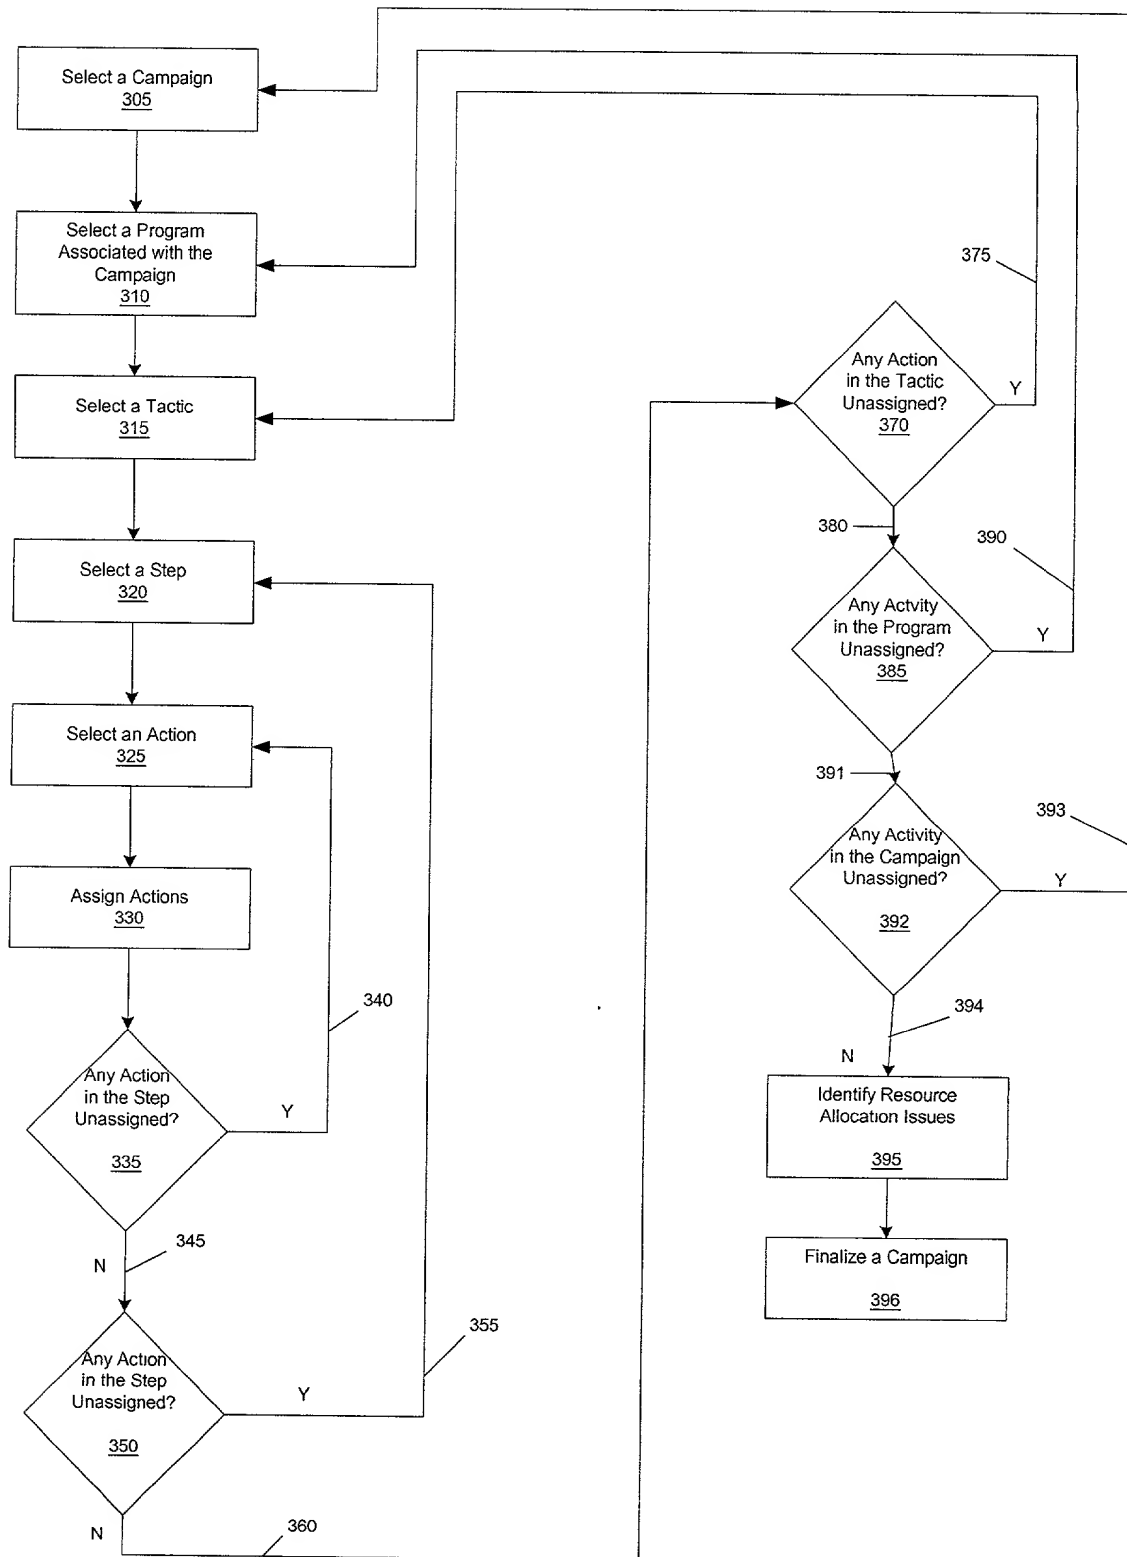 Select a Campaign
305
Select a Program
Associated with the
Campaign
310
Select a Tactic
315
Select a Step
320
Select an Action
325
Assign Actions
330
340
Any Action
in the Step
Unassigned?
335
Y
N
345
355
Any Action
in the Step
Unassigned?
350
Y
N
360
375
Any Action
in the Tactic
Unassigned?
370
Y
380
390
Any Actvity
in the Program
Unassigned?
385
Y
391
393
Any Activity
in the Campaign
Unassigned?
392
Y
394
N
Identify Resource
Allocation Issues
395
Finalize a Campaign
396